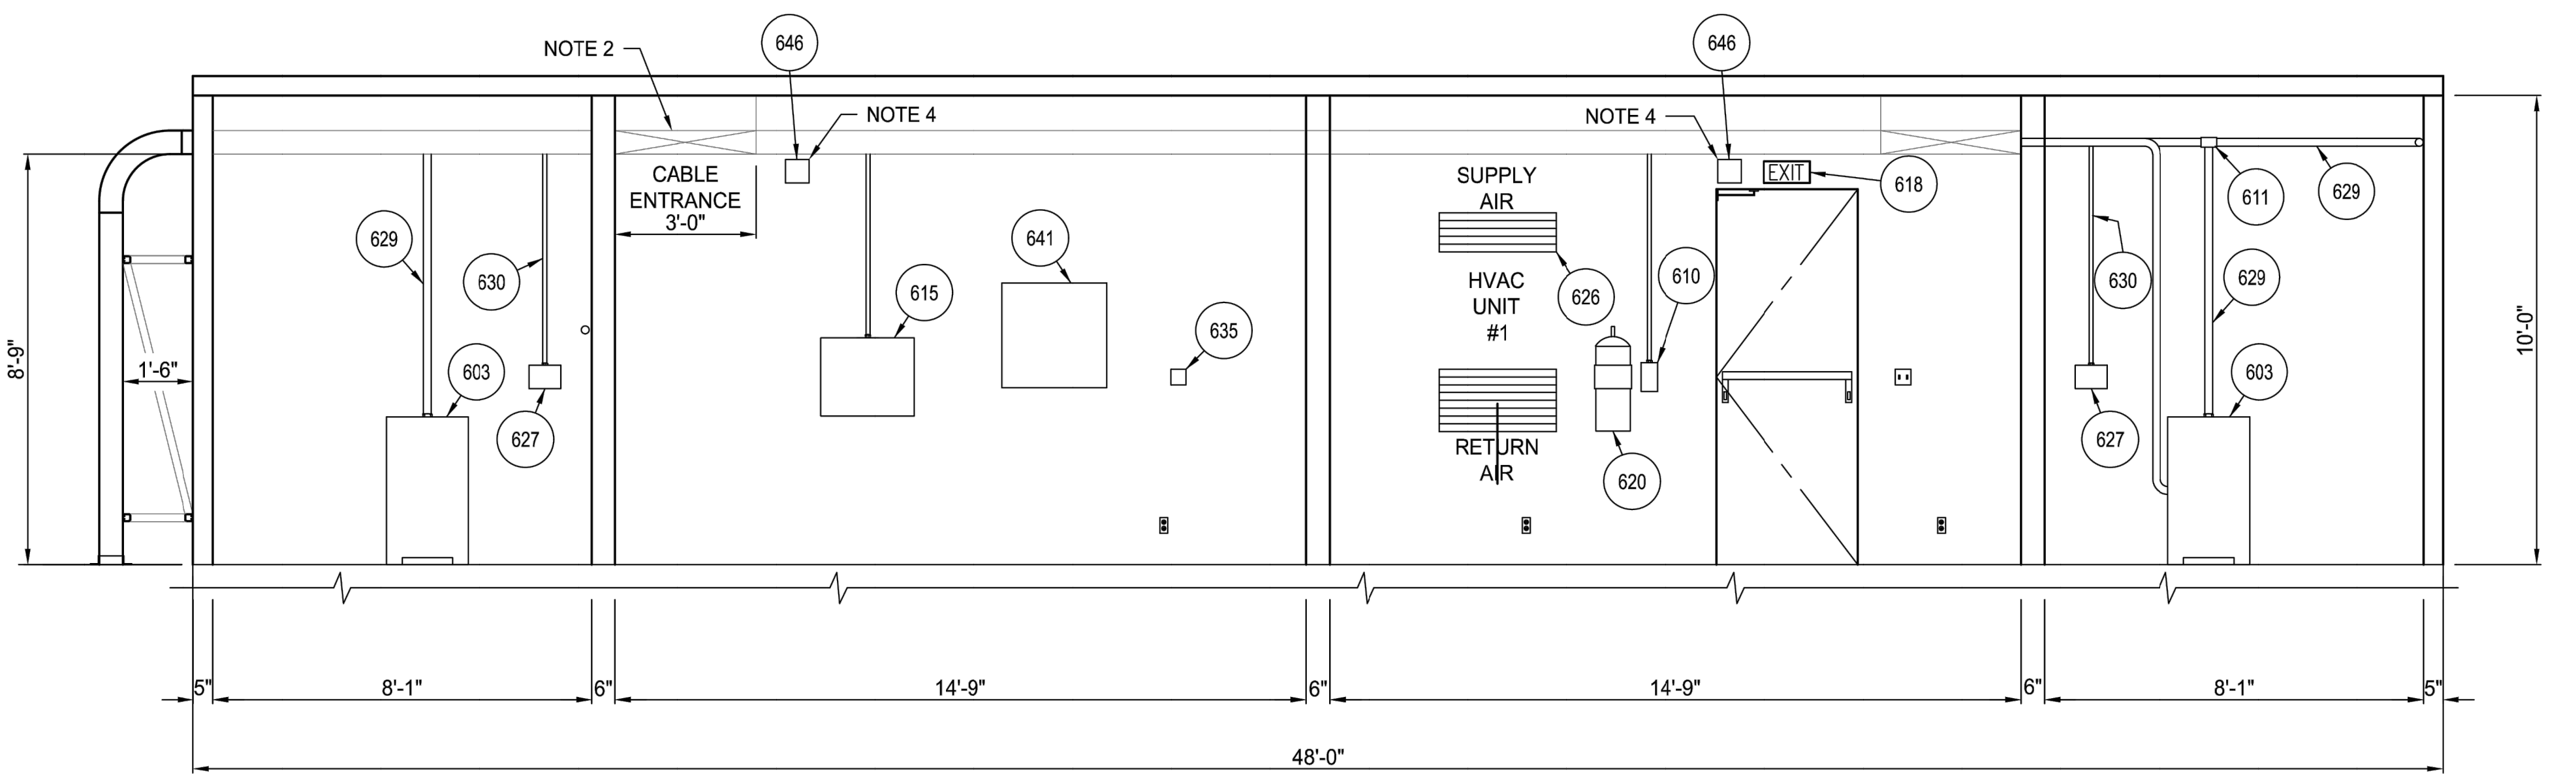 NOTE 2
646
646
NOTE 4
NOTE 4
CABLE
ENTRANCE
3'-0"
SUPPLY
AIR
EXIT
618
611
629
629
630
641
615
635
HVAC
UNIT
#1
626
610
630
629
8'-9"
1'-6"
603
627
RETURN
AIR
620
627
603
10'-0"
5"
8'-1"
6"
14'-9"
6"
14'-9"
6"
8'-1"
5"
48'-0"